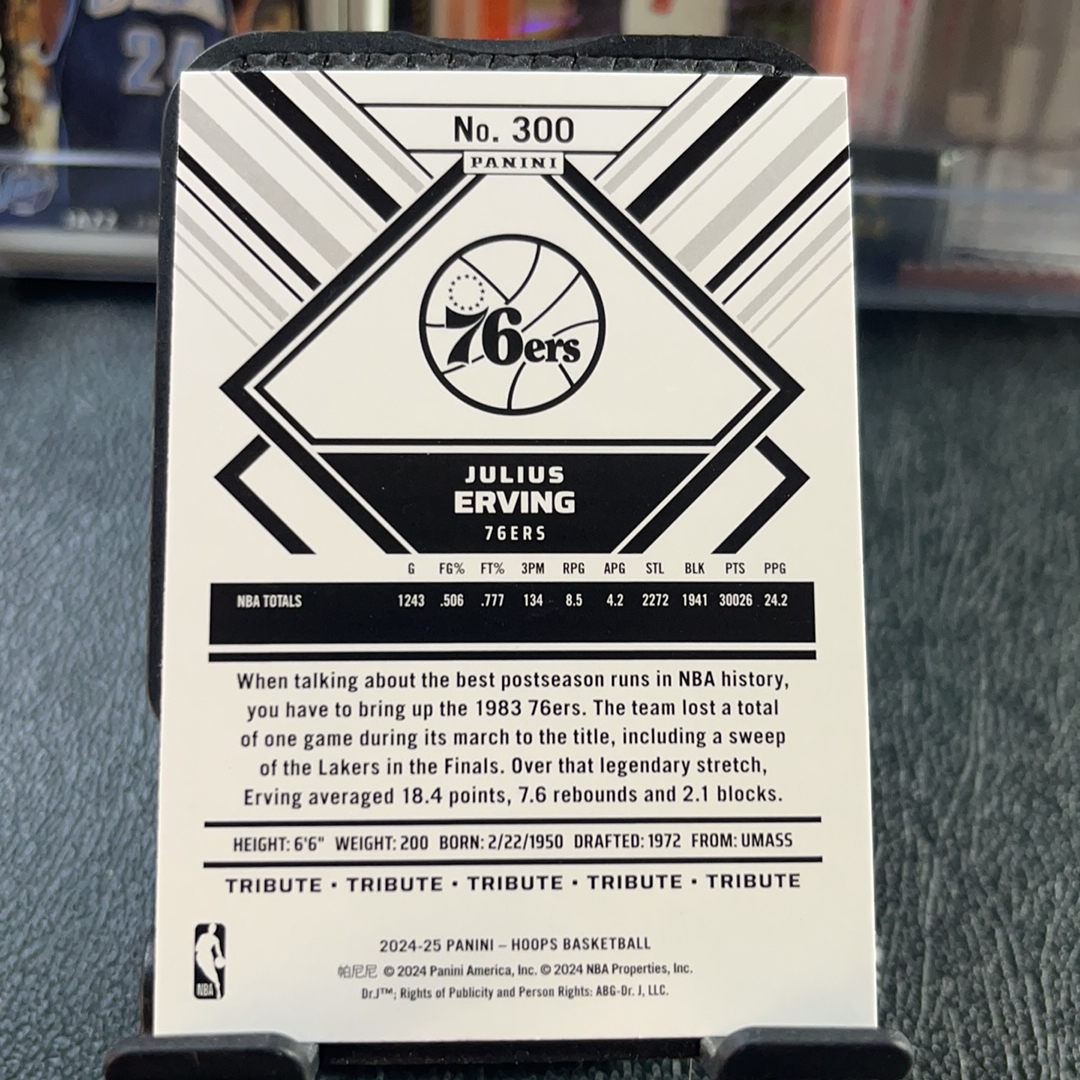 24
No. 300
PANINI
76ers
JULIUS
ERVING
76ERS
G FG% FT% 3PM RPG APG STL BLK PTS PPG
NBA TOTALS 1243 .506 .777 134 8.5 4.2 2272 1941 30026 24.2
When talking about the best postseason runs in NBA history,
you have to bring up the 1983 76ers. The team lost a total
of one game during its march to the title, including a sweep
of the Lakers in the Finals. Over that legendary stretch,
Erving averaged 18.4 points, 7.6 rebounds and 2.1 blocks.
HEIGHT: 6'6" WEIGHT: 200 BORN: 2/22/1950 DRAFTED: 1972 FROM: UMASS
TRIBUTE • TRIBUTE • TRIBUTE • TRIBUTE • TRIBUTE
NBA
2024-25 PANINI – HOOPS BASKETBALL
帕尼尼 © 2024 Panini America, Inc. © 2024 NBA Properties, Inc.
Dr.J™; Rights of Publicity and Person Rights: ABG-Dr. J, LLC.